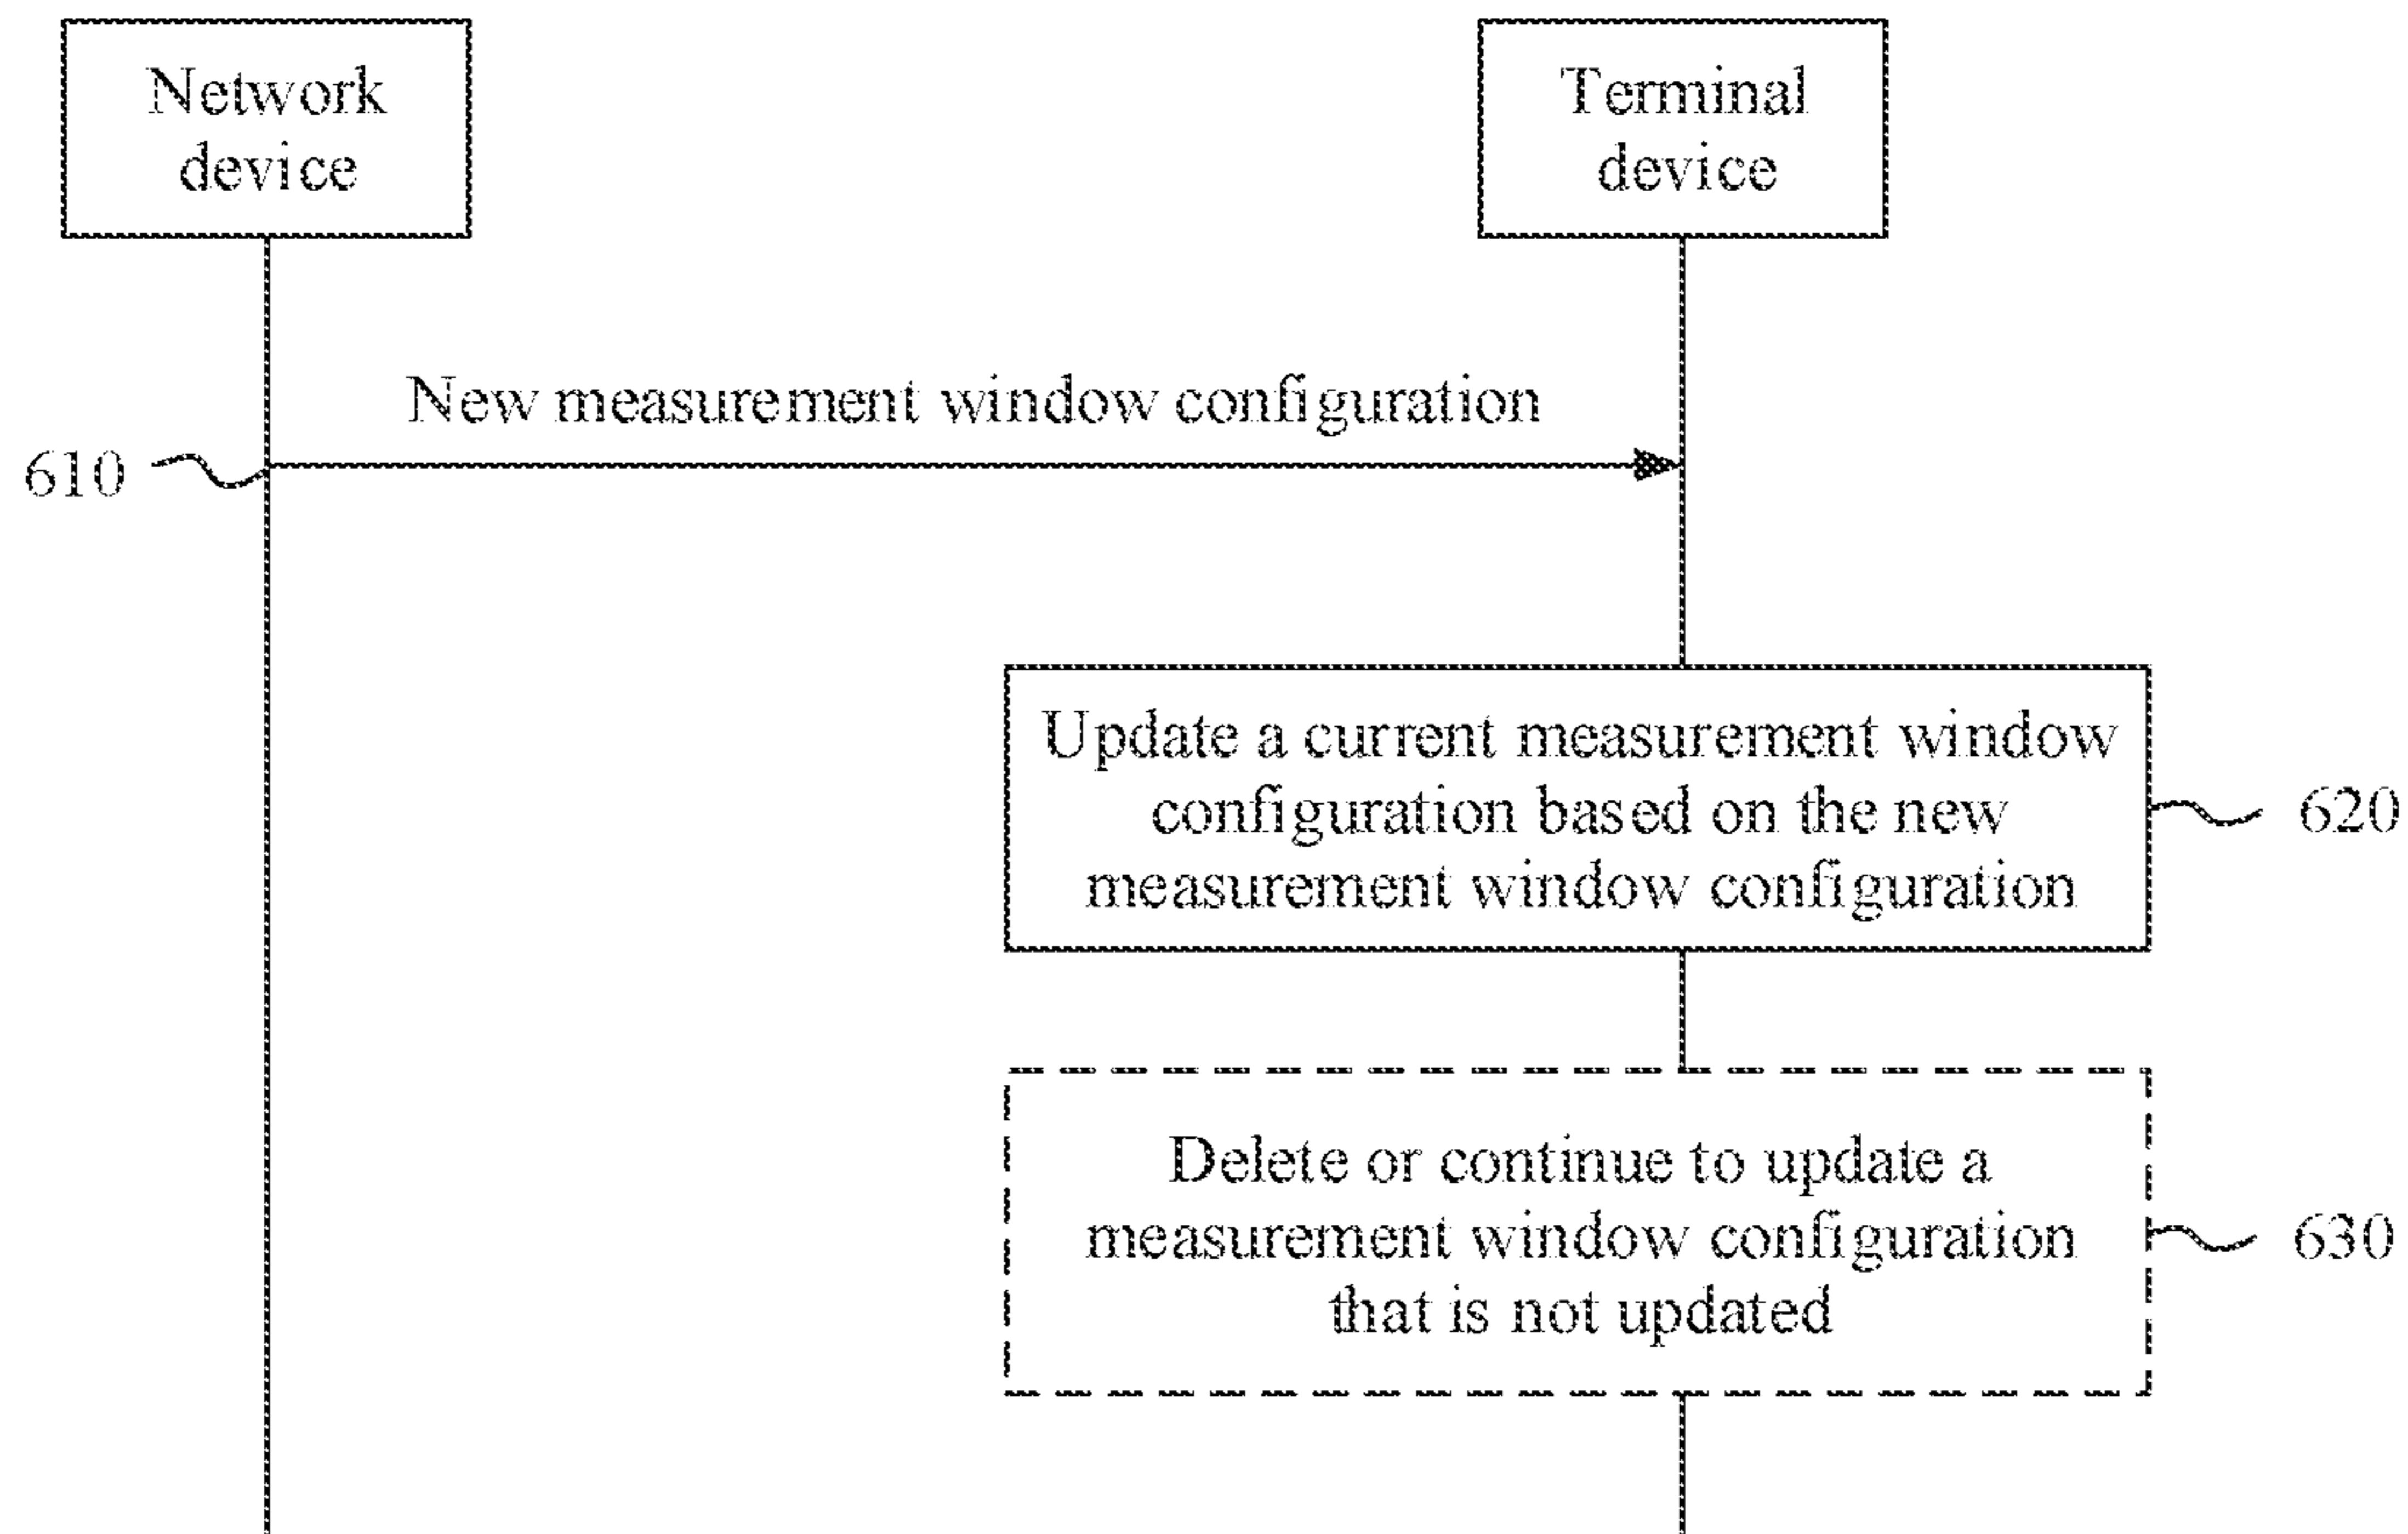 Network
device
Terminal
device
New measurement window configuration
610
Update a current measurement window
configuration based on the new
measurement window configuration
620
Delete or continue to update a
measurement window configuration
that is not updated
630